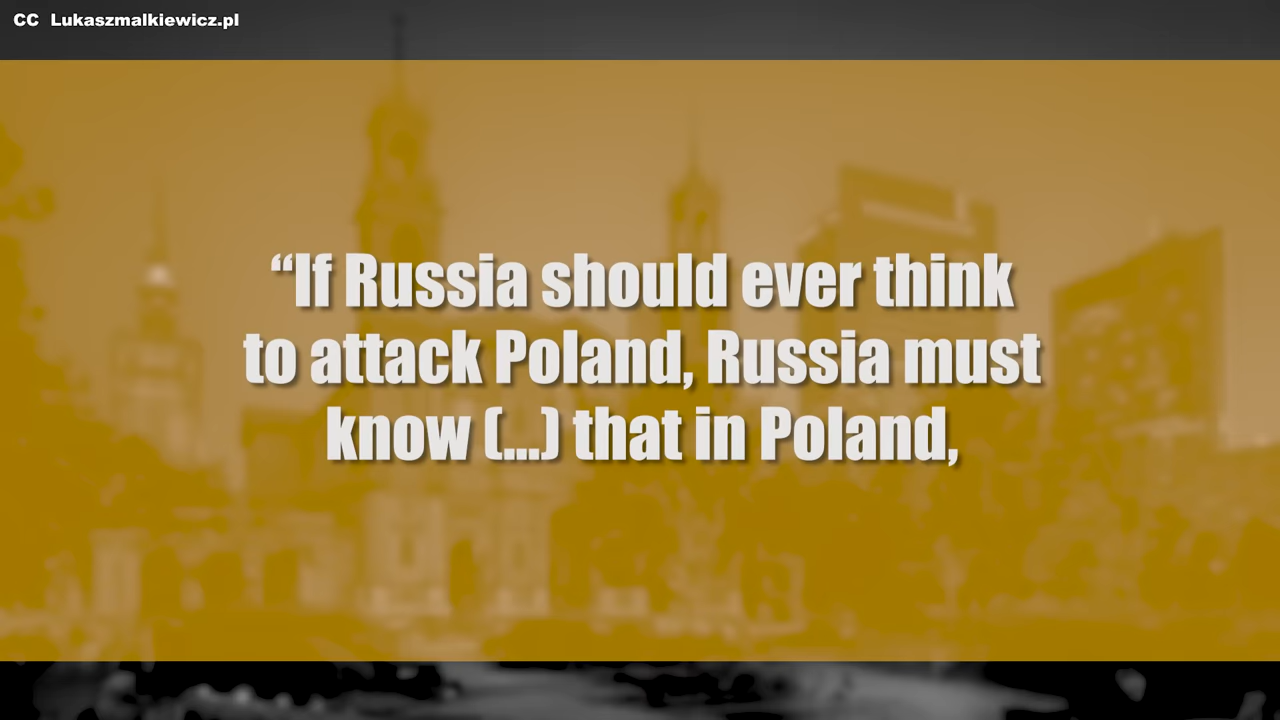 CC Lukaszmalkiewicz.pl
“If Russia should ever think
to attack Poland, Russia must
know (...) that in Poland,